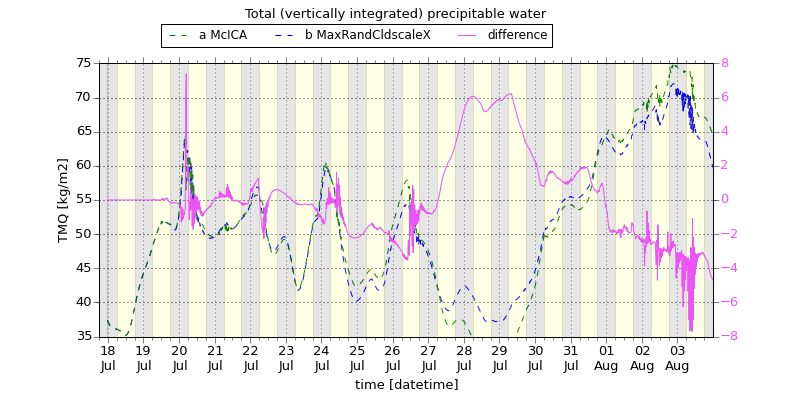 Total (vertically integrated) precipitable water
a McICA b MaxRandCldscaleX difference
75 70 65 60 55 50 45 40 35
TMQ [kg/m2]
8 6 4 2 0 −2 −4 −6 −8
18 19 20 21 22 23 24 25 26 27 28 29 30 31 01 02 03
Jul Jul Jul Jul Jul Jul Jul Jul Jul Jul Jul Jul Jul Jul Aug Aug Aug
time [datetime]